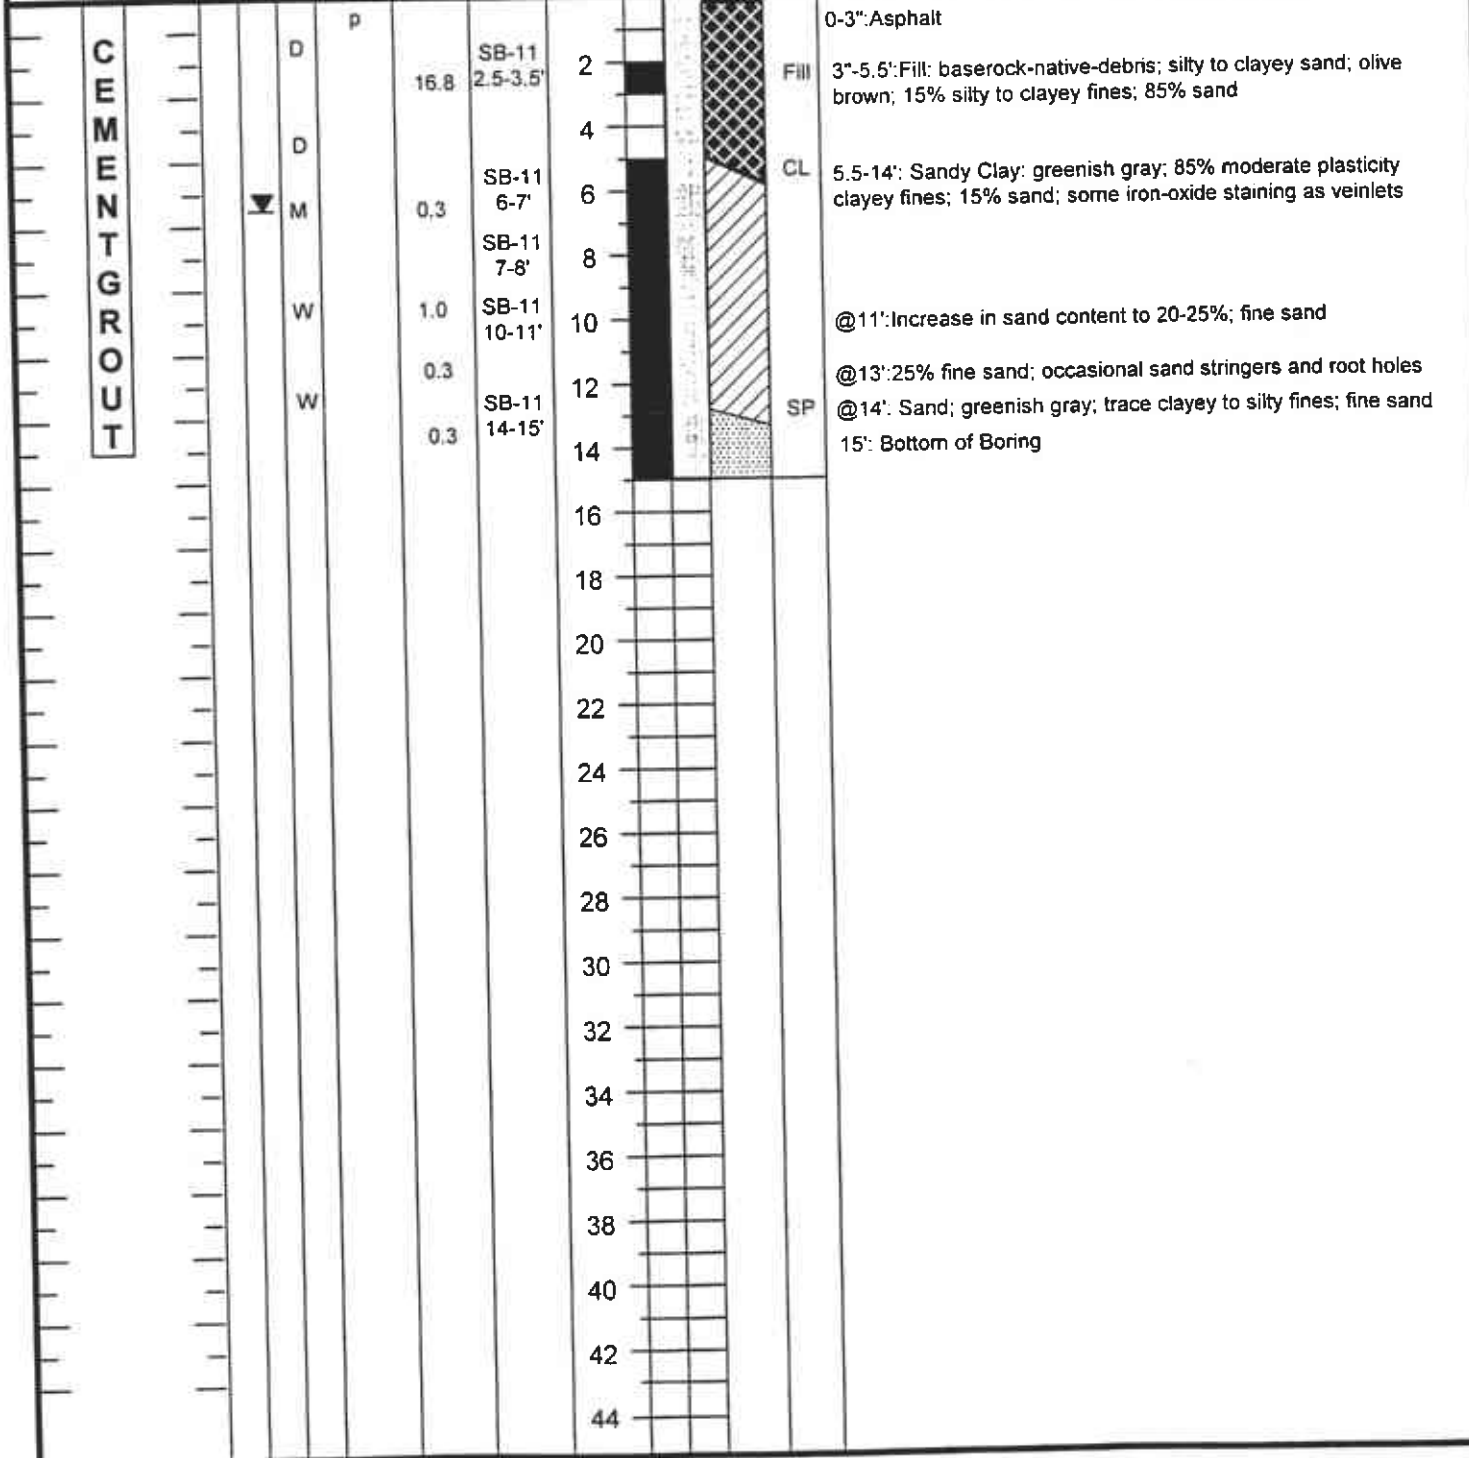 CEMENT GROUT
p
D
16.8
SB-11
2.5-3.5'
D
M
0.3
SB-11
6-7'
SB-11
7-8'
W
1.0
SB-11
10-11'
0.3
W
SB-11
14-15'
0.3
2
4
6
8
10
12
14
16
18
20
22
24
26
28
30
32
34
36
38
40
42
44
Fill
CL
SP
0-3":Asphalt
3"-5.5':Fill: baserock-native-debris; silty to clayey sand; olive
brown; 15% silty to clayey fines; 85% sand
5.5-14': Sandy Clay: greenish gray; 85% moderate plasticity
clayey fines; 15% sand; some iron-oxide staining as veinlets
@11':Increase in sand content to 20-25%; fine sand
@13':25% fine sand; occasional sand stringers and root holes
@14': Sand; greenish gray; trace clayey to silty fines; fine sand
15': Bottom of Boring